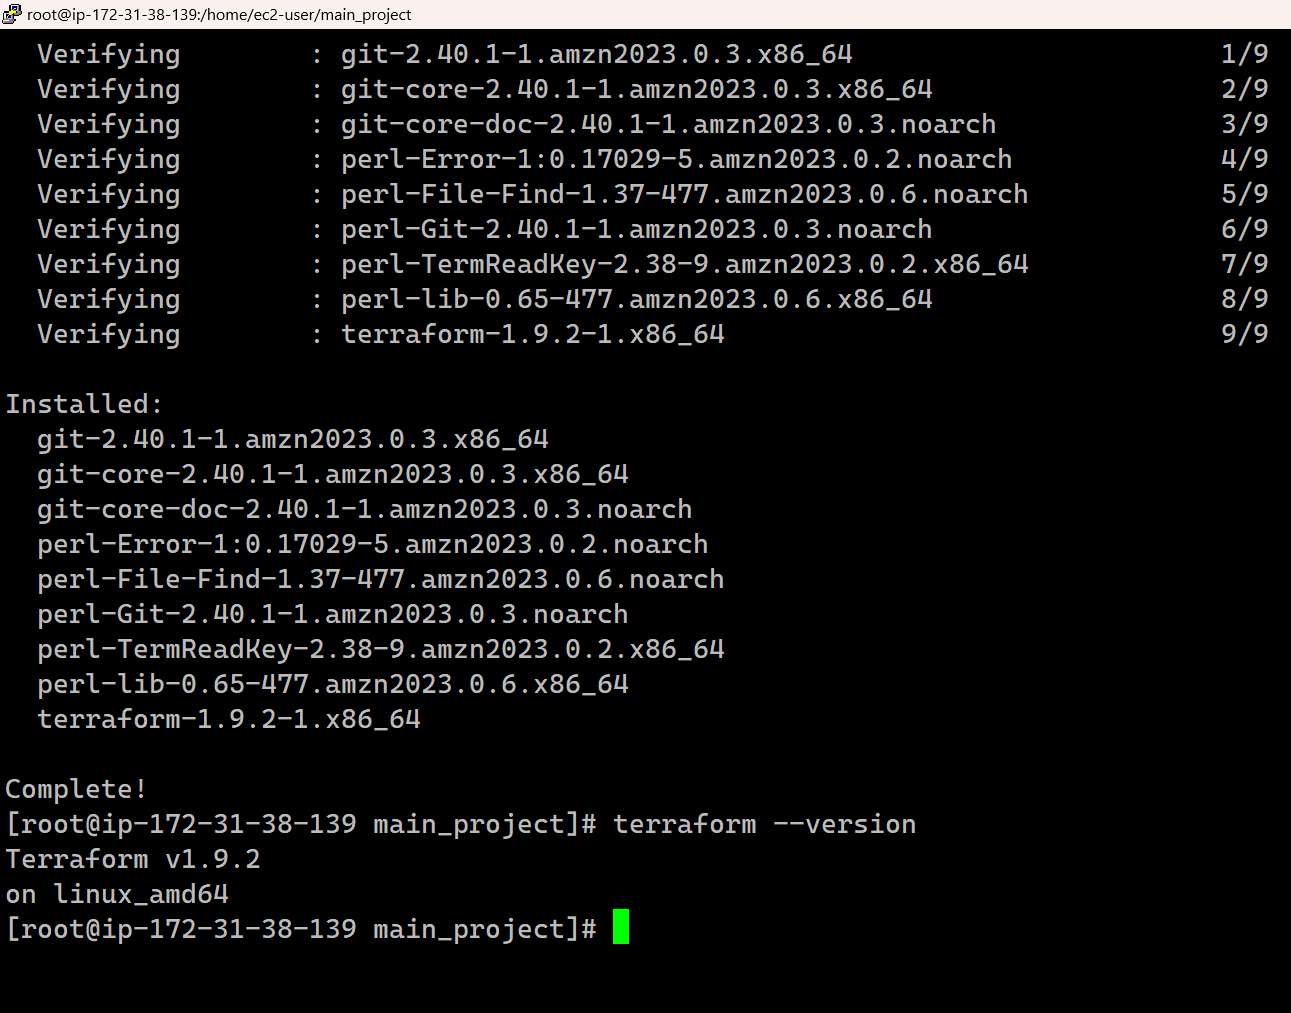 root@ip-172-31-38-139:/home/ec2-user/main_project
Verifying : git-2.40.1-1.amzn2023.0.3.x86_64 1/9
Verifying : git-core-2.40.1-1.amzn2023.0.3.x86_64 2/9
Verifying : git-core-doc-2.40.1-1.amzn2023.0.3.noarch 3/9
Verifying : perl-Error-1:0.17029-5.amzn2023.0.2.noarch 4/9
Verifying : perl-File-Find-1.37-477.amzn2023.0.6.noarch 5/9
Verifying : perl-Git-2.40.1-1.amzn2023.0.3.noarch 6/9
Verifying : perl-TermReadKey-2.38-9.amzn2023.0.2.x86_64 7/9
Verifying : perl-lib-0.65-477.amzn2023.0.6.x86_64 8/9
Verifying : terraform-1.9.2-1.x86_64 9/9
Installed:
git-2.40.1-1.amzn2023.0.3.x86_64
git-core-2.40.1-1.amzn2023.0.3.x86_64
git-core-doc-2.40.1-1.amzn2023.0.3.noarch
perl-Error-1:0.17029-5.amzn2023.0.2.noarch
perl-File-Find-1.37-477.amzn2023.0.6.noarch
perl-Git-2.40.1-1.amzn2023.0.3.noarch
perl-TermReadKey-2.38-9.amzn2023.0.2.x86_64
perl-lib-0.65-477.amzn2023.0.6.x86_64
terraform-1.9.2-1.x86_64
Complete!
[root@ip-172-31-38-139 main_project]# terraform --version
Terraform v1.9.2
on linux_amd64
[root@ip-172-31-38-139 main_project]#